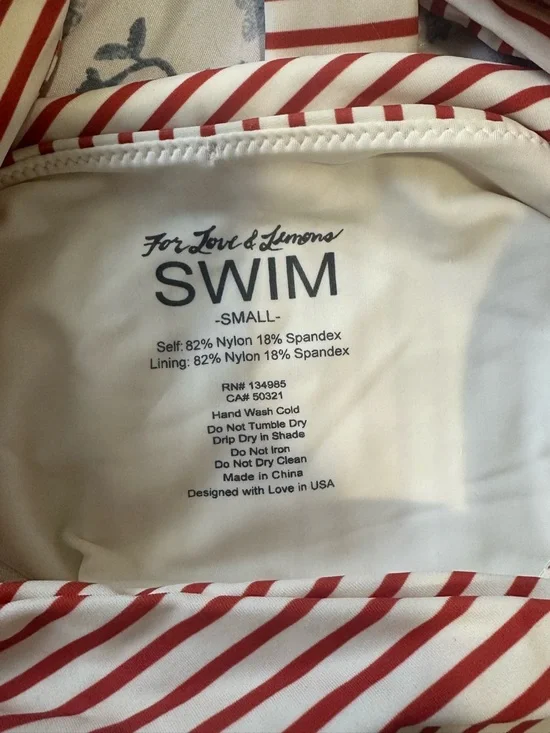 For Love & Lemons
SWIM
-SMALL-
Self: 82% Nylon 18% Spandex
Lining: 82% Nylon 18% Spandex
RN# 134985
CA# 50321
Hand Wash Cold
Do Not Tumble Dry
Drip Dry in Shade
Do Not Iron
Do Not Dry Clean
Made in China
Designed with Love in USA